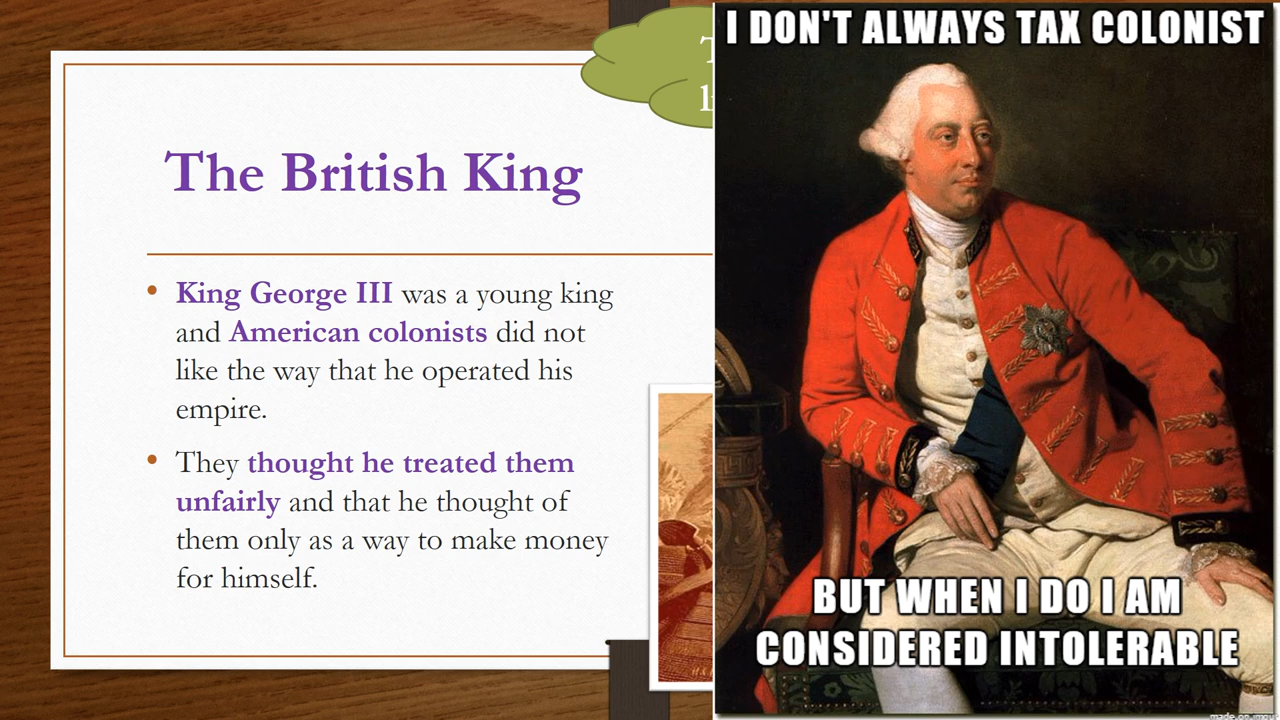 The British King
King George III was a young king
and American colonists did not
like the way that he operated his
empire.
They thought he treated them
unfairly and that he thought of
them only as a way to make money
for himself.
I DON'T ALWAYS TAX COLONIST
BUT WHEN I DO I AM
CONSIDERED INTOLERABLE